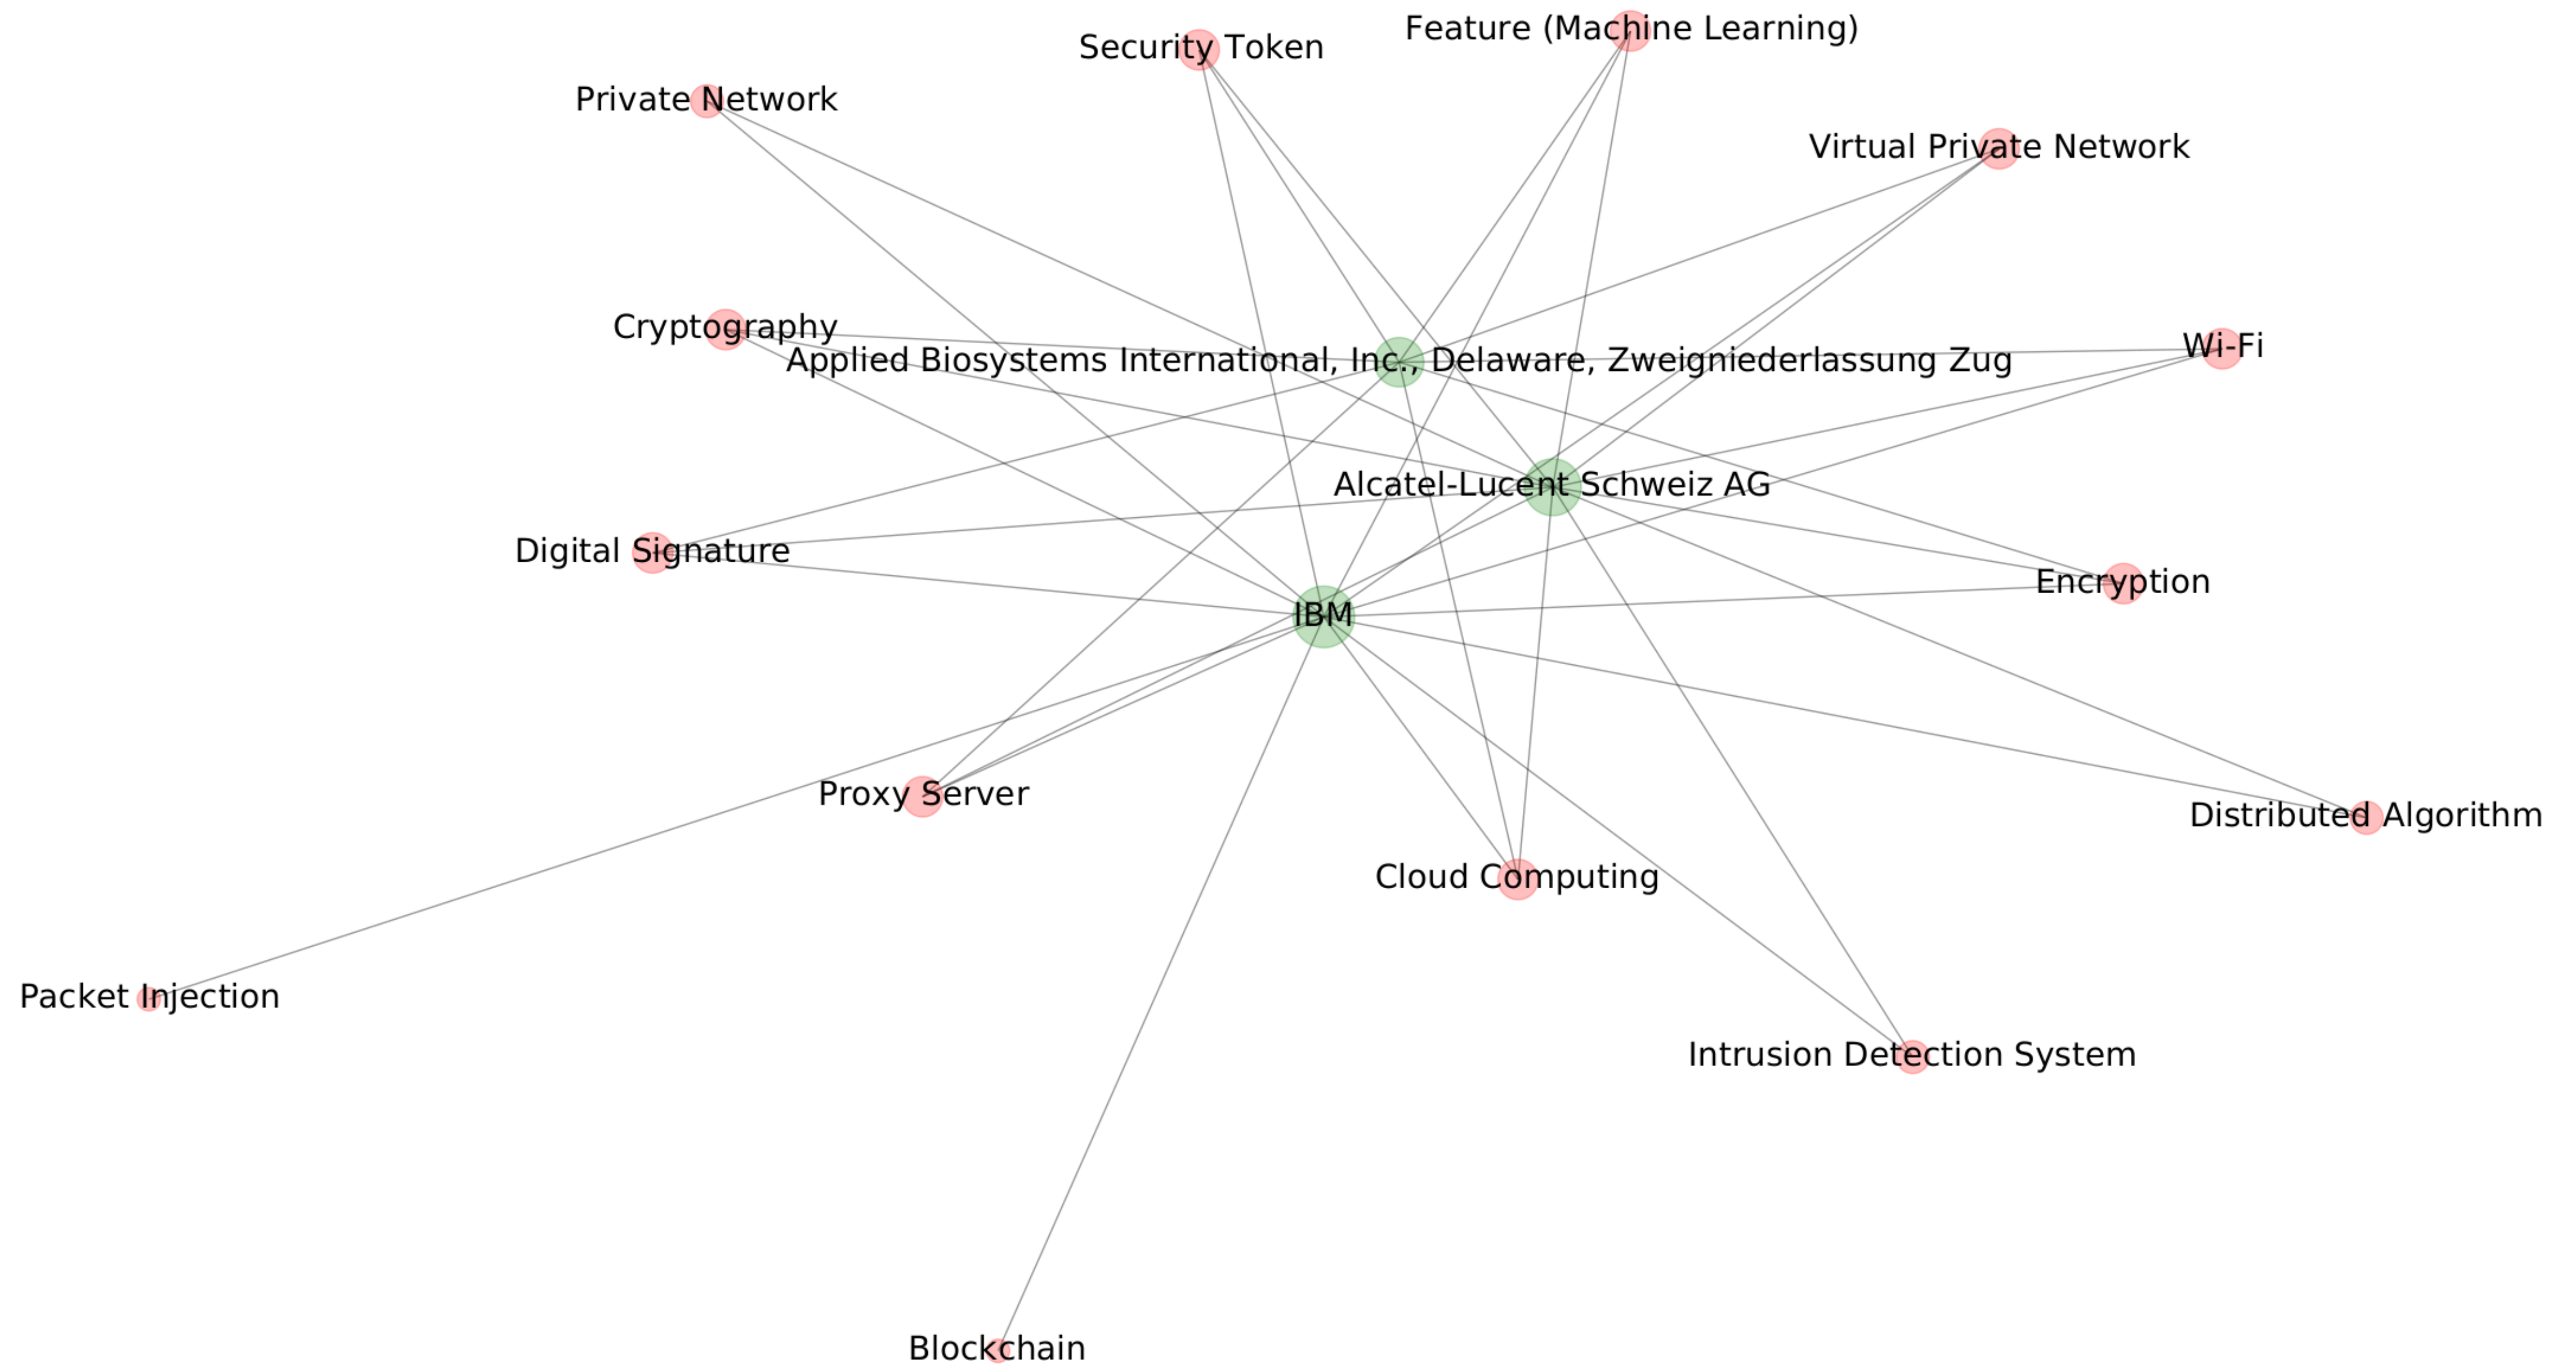 Feature (Machine Learning)
Security Token
Private Network
Virtual Private Network
Cryptography
Wi-Fi
Applied Biosystems International, Inc., Delaware, Zweigniederlassung Zug
Alcatel-Lucent Schweiz AG
Digital Signature
Encryption
IBM
Proxy Server
Distributed Algorithm
Cloud Computing
Packet Injection
Intrusion Detection System
Blockchain